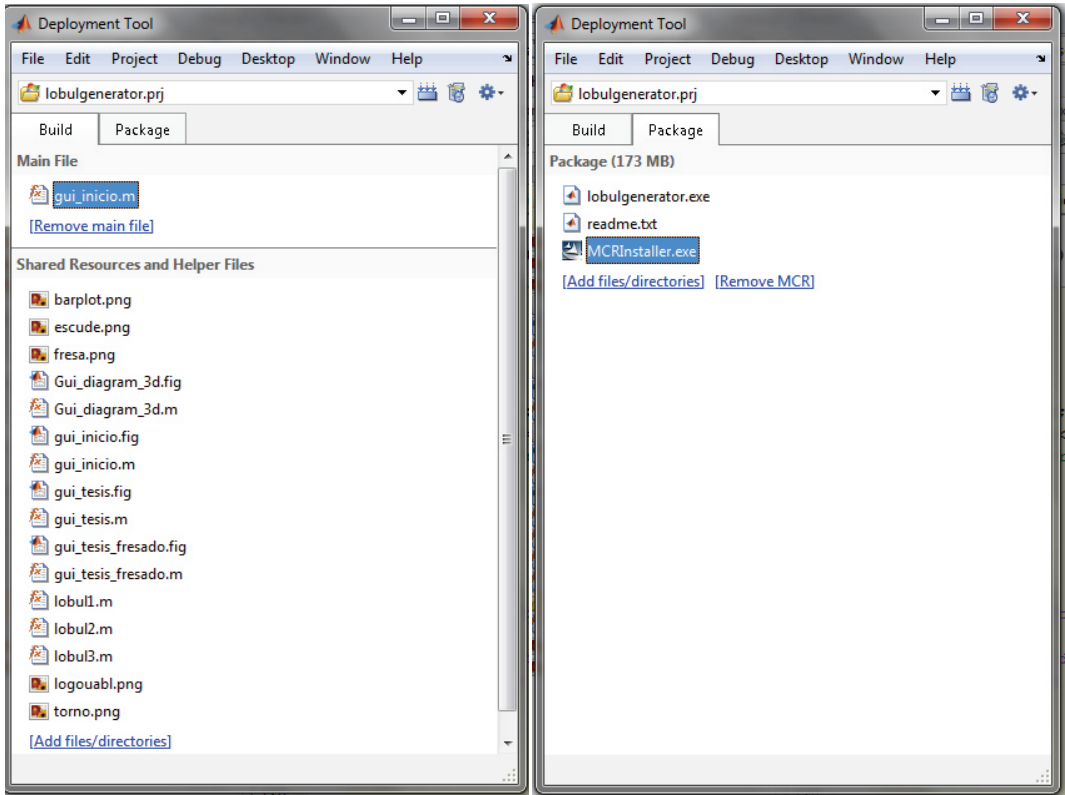 Deployment Tool
File Edit Project Debug Desktop Window Help
lobulgenerator.prj
Build Package
Main File
gui_inicio.m
[Remove main file]
Shared Resources and Helper Files
barplot.png
escude.png
fresa.png
Gui_diagram_3d.fig
Gui_diagram_3d.m
gui_inicio.fig
gui_inicio.m
gui_tesis.fig
gui_tesis.m
gui_tesis_fresado.fig
gui_tesis_fresado.m
lobul1.m
lobul2.m
lobul3.m
logouabl.png
torno.png
[Add files/directories]
Deployment Tool
File Edit Project Debug Desktop Window Help
lobulgenerator.prj
Build Package
Package (173 MB)
lobulgenerator.exe
readme.txt
MCRInstaller.exe
[Add files/directories] [Remove MCR]